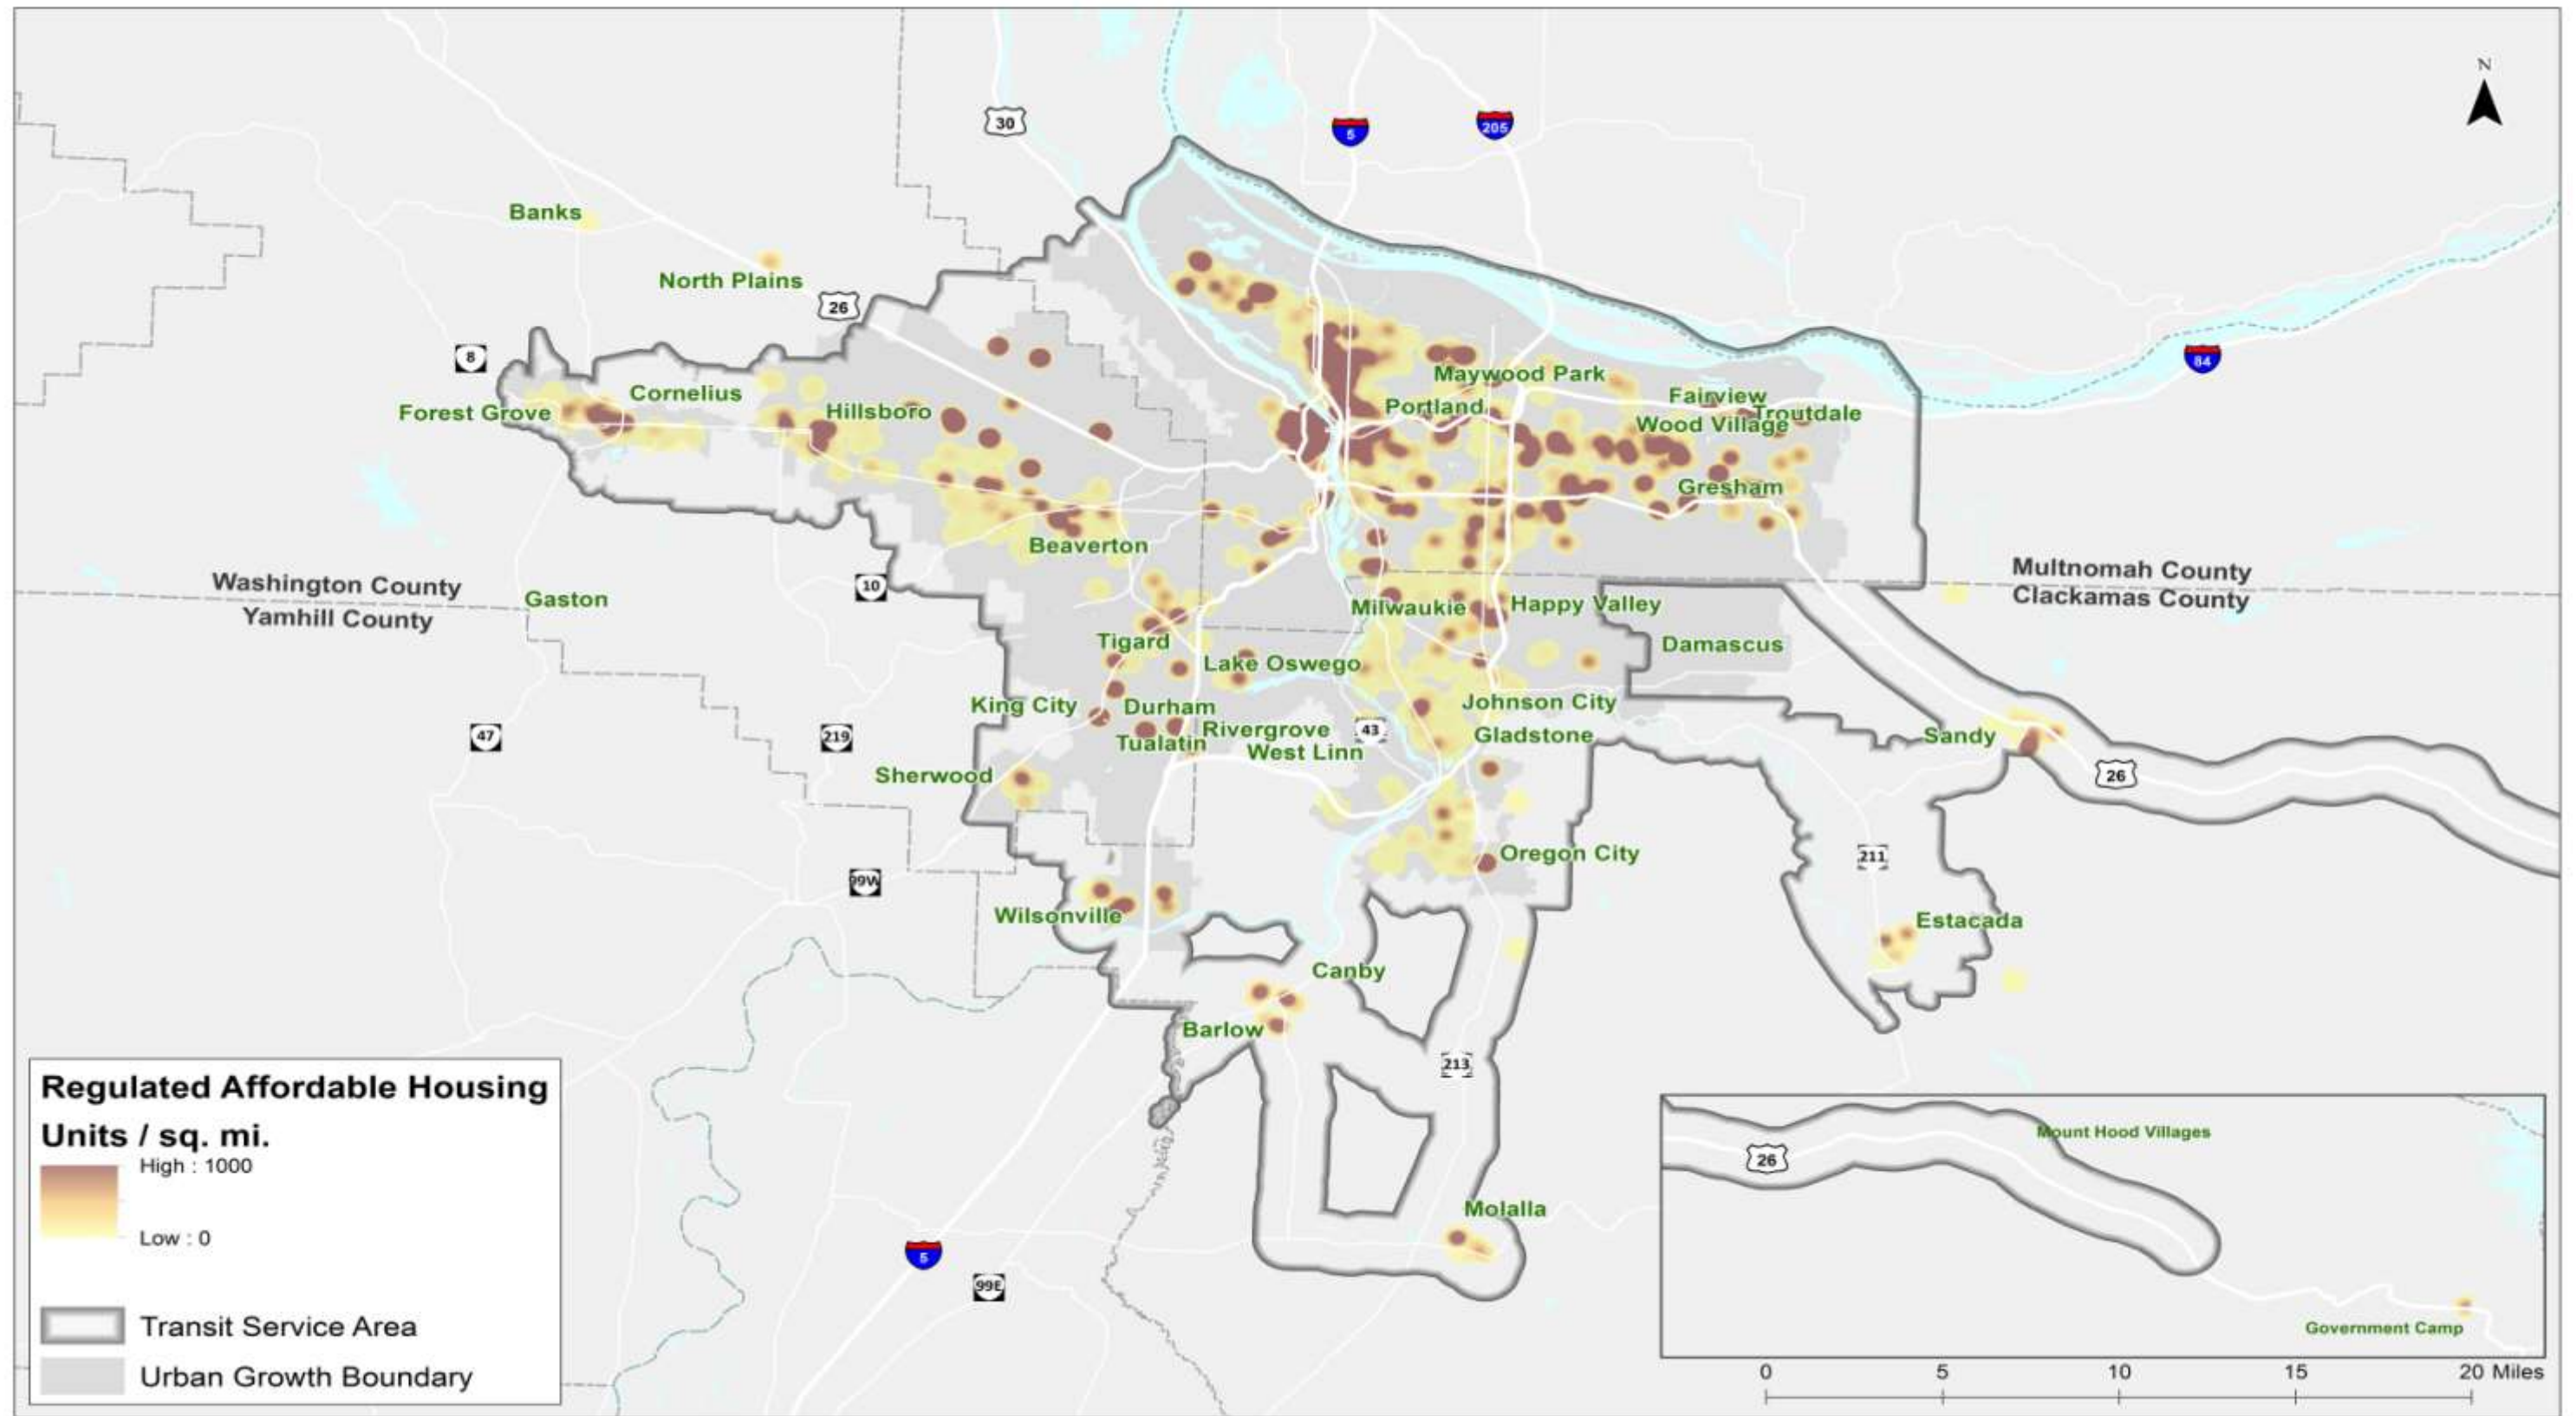 N
30
5
205
Banks
North Plains
26
84
8
Maywood Park
Cornelius
Fairview
Forest Grove
Hillsboro
Portland
Troutdale
Wood Village
Gresham
Beaverton
Multnomah County
Washington County
10
Clackamas County
Gaston
Yamhill County
Milwaukie
Happy Valley
Tigard
Damascus
Lake Oswego
King City
Durham
Johnson City
47
219
Rivergrove
43
Gladstone
Sandy
Tualatin
West Linn
Sherwood
26
Oregon City
211
99W
Wilsonville
Estacada
Canby
Barlow
213
Regulated Affordable Housing
Units / sq. mi.
High : 1000
Low : 0
Transit Service Area
Urban Growth Boundary
Mount Hood Villages
26
Molalla
5
99E
Government Camp
0 5 10 15 20 Miles